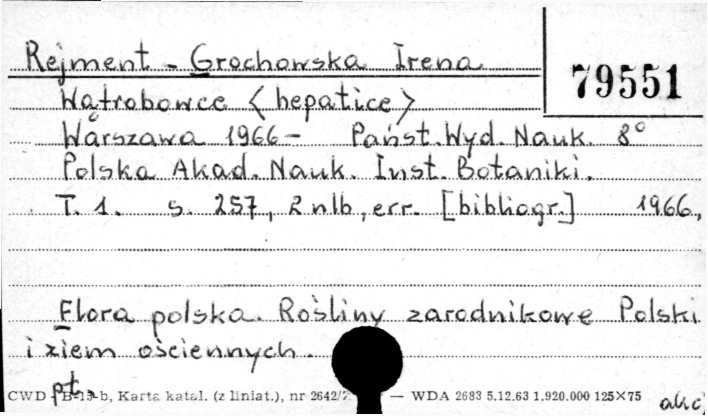 Rejment - Grochowska Irena
79551
Wątrobowce <hepatice>
Warszawa 1966 - Państ. Wyd. Nauk. 8°
Polska Akad. Nauk. Inst. Botaniki.
T. 1. s. 257, 2 nlb, err. [bibliogr.] 1966,
Flora polska. Rośliny zarodnikowe Polski
i ziem ościennych.
pt.
CWD B-15-b, Karta katal. (z liniat.), nr 2642/ — WDA 2683 5.12.63 1.920.000 125×75